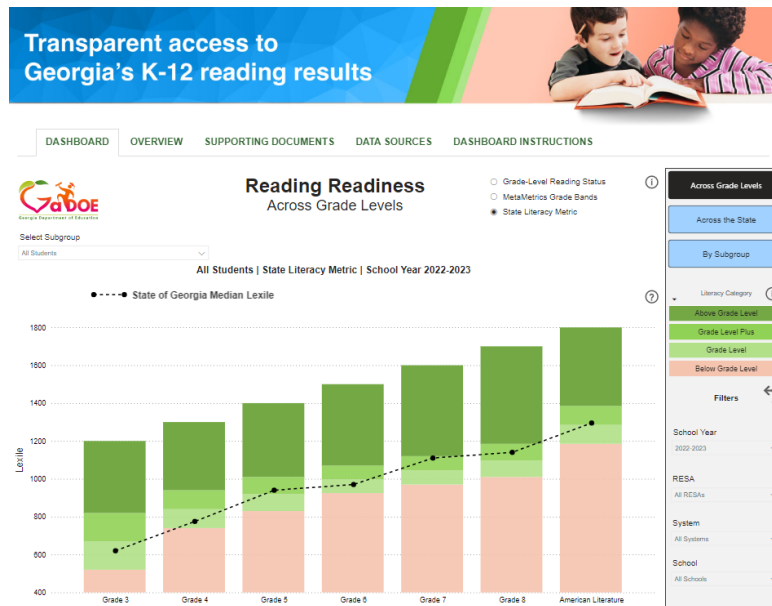 Transparent access to
Georgia's K-12 reading results
DASHBOARD OVERVIEW SUPPORTING DOCUMENTS DATA SOURCES DASHBOARD INSTRUCTIONS
GaDOE
Georgia Department of Education
Reading Readiness
Across Grade Levels
Grade-Level Reading Status
MetaMetrics Grade Bands
State Literacy Metric
Select Subgroup
All Students
All Students | State Literacy Metric | School Year 2022-2023
State of Georgia Median Lexile
?
Lexile
1800
1600
1400
1200
1000
800
600
400
Grade 3 Grade 4 Grade 5 Grade 6 Grade 7 Grade 8 American Literature
Across Grade Levels
Across the State
By Subgroup
Literacy Category
Above Grade Level
Grade Level Plus
Grade Level
Below Grade Level
Filters
School Year
2022-2023
RESA
All RESAs
System
All Systems
School
All Schools